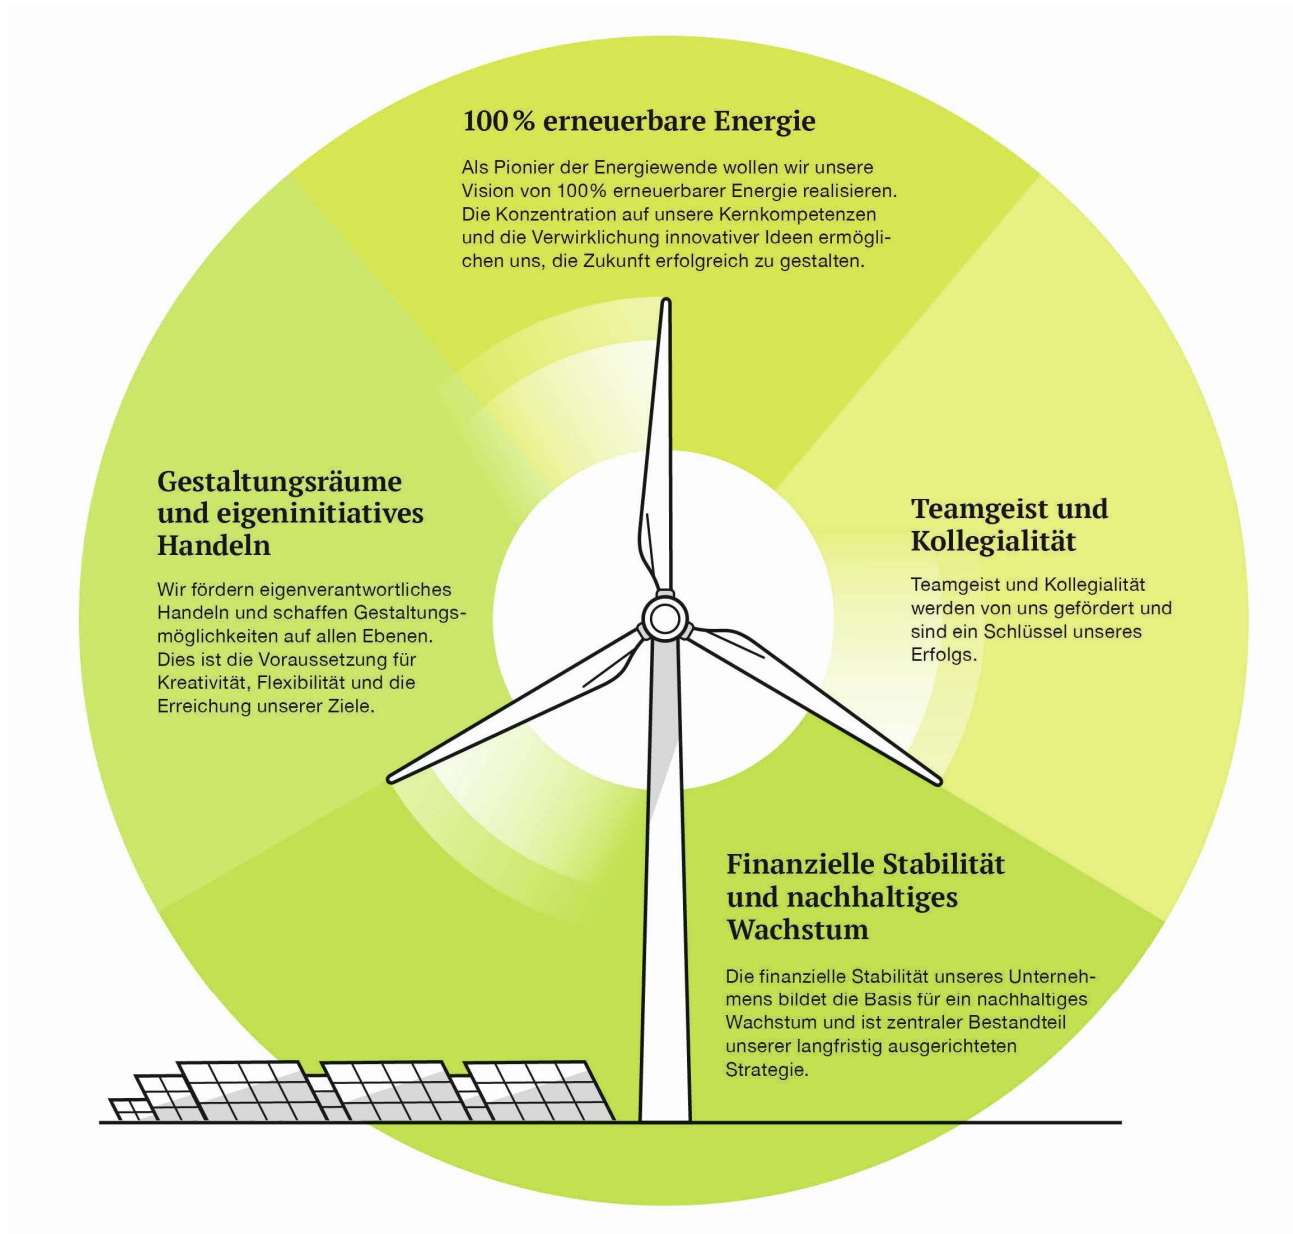 100 % erneuerbare Energie
Als Pionier der Energiewende wollen wir unsere
Vision von 100 % erneuerbarer Energie realisieren.
Die Konzentration auf unsere Kernkompetenzen
und die Verwirklichung innovativer Ideen ermögli-
chen uns, die Zukunft erfolgreich zu gestalten.
Gestaltungsräume
und eigeninitiatives
Handeln
Wir fördern eigenverantwortliches
Handeln und schaffen Gestaltungs-
möglichkeiten auf allen Ebenen.
Dies ist die Voraussetzung für
Kreativität, Flexibilität und die
Erreichung unserer Ziele.
Teamgeist und
Kollegialität
Teamgeist und Kollegialität
werden von uns gefördert und
sind ein Schlüssel unseres
Erfolgs.
Finanzielle Stabilität
und nachhaltiges
Wachstum
Die finanzielle Stabilität unseres Unterneh-
mens bildet die Basis für ein nachhaltiges
Wachstum und ist zentraler Bestandteil
unserer langfristig ausgerichteten
Strategie.